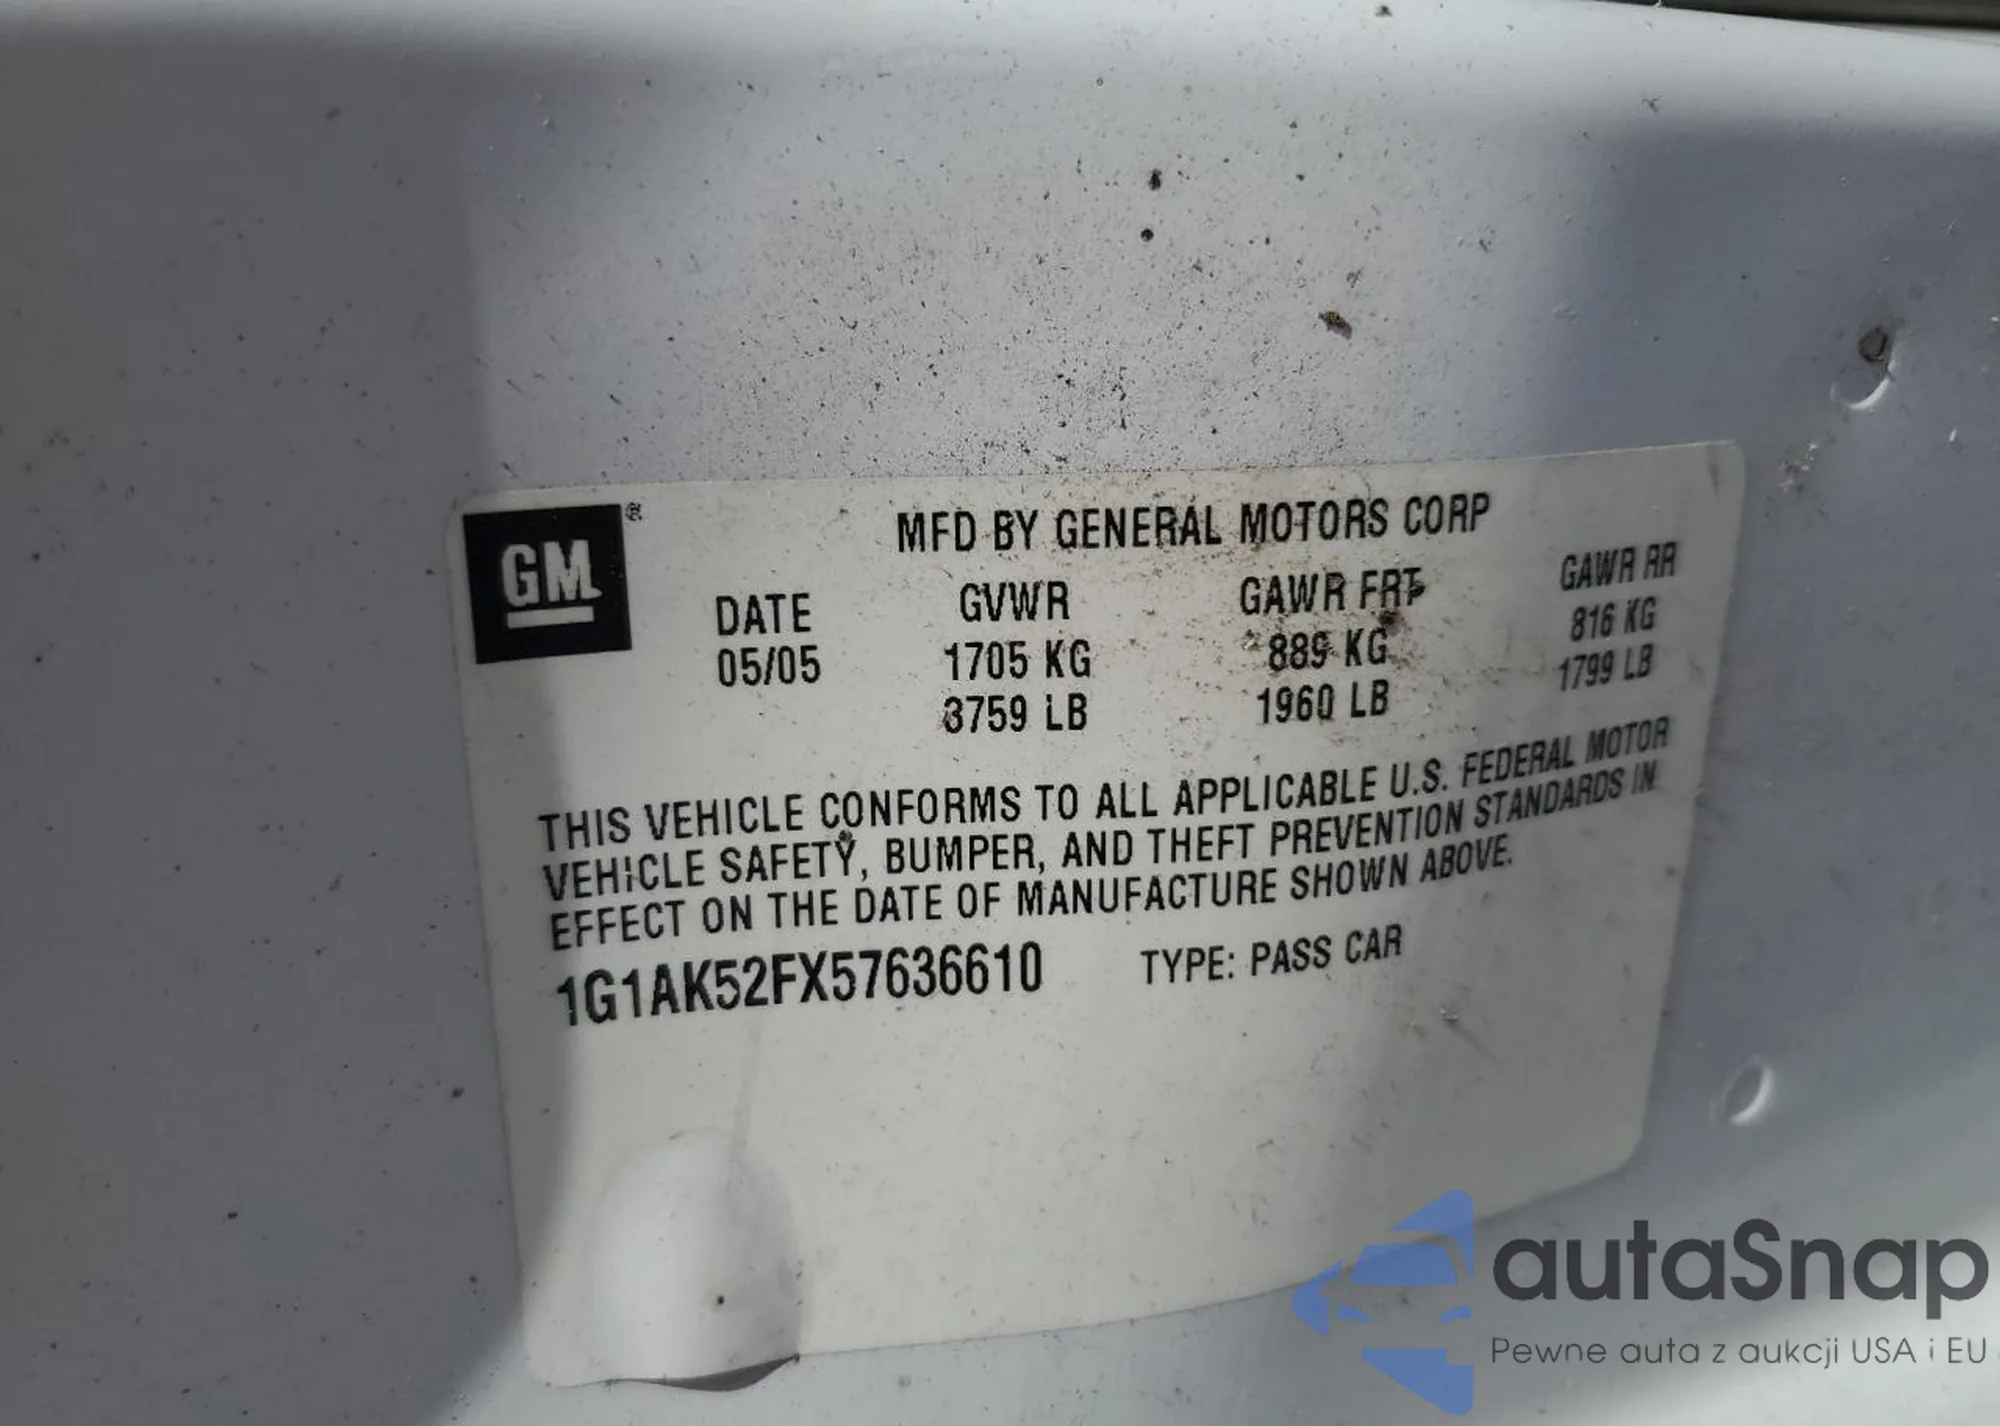 GM ®
MFD BY GENERAL MOTORS CORP
DATE GVWR GAWR FRT GAWR RR
05/05 1705 KG 889 KG 816 KG
3759 LB 1960 LB 1799 LB
THIS VEHICLE CONFORMS TO ALL APPLICABLE U.S. FEDERAL MOTOR
VEHICLE SAFETY, BUMPER, AND THEFT PREVENTION STANDARDS IN
EFFECT ON THE DATE OF MANUFACTURE SHOWN ABOVE.
1G1AK52FX57636610 TYPE: PASS CAR
autaSnap
Pewne auta z aukcji USA i EU